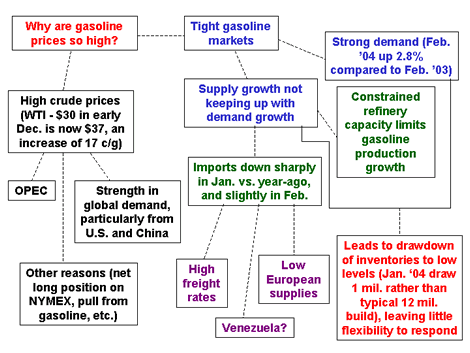 Why are gasoline
prices so high?
Tight gasoline
markets
Strong demand (Feb.
'04 up 2.8%
compared to Feb. '03)
High crude prices
(WTI - $30 in early
Dec. is now $37, an
increase of 17 c/g)
Supply growth not
keeping up with
demand growth
Constrained
refinery
capacity limits
gasoline
production
growth
Imports down sharply
in Jan. vs. year-ago,
and slightly in Feb.
OPEC
Strength in
global demand,
particularly from
U.S. and China
Other reasons (net
long position on
NYMEX, pull from
gasoline, etc.)
High
freight
rates
Low
European
supplies
Venezuela?
Leads to drawdown
of inventories to low
levels (Jan. '04 draw
1 mil. rather than
typical 12 mil.
build), leaving little
flexibility to respond